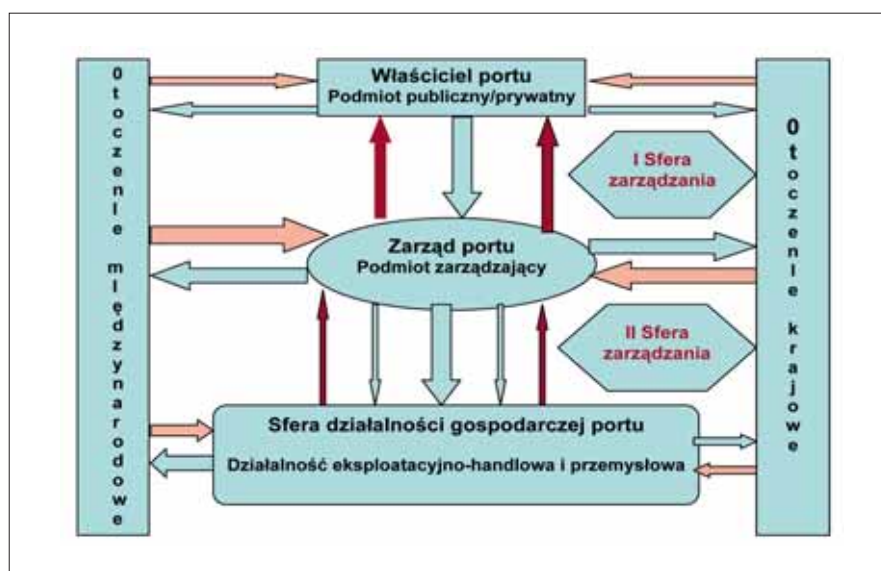 0toczenIe mIędzynarodowe
Właściciel portu
Podmiot publiczny/prywatny
I Sfera
zarządzania
Zarząd portu
Podmiot zarządzający
II Sfera
zarządzania
Sfera działalności gospodarczej portu
Działalność eksploatacyjno-handlowa i przemysłowa
0toczenIe krajowe